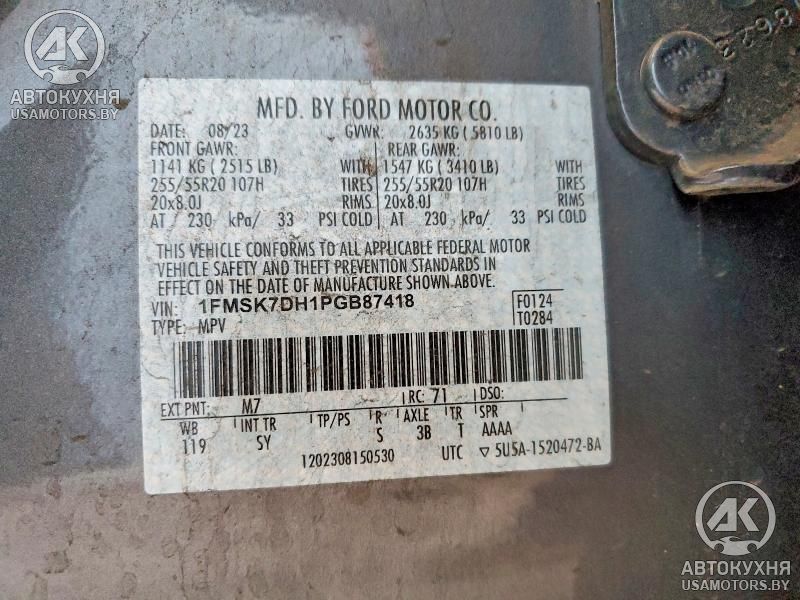 АВТОКУХНЯ
USAMOTORS.BY
MFD. BY FORD MOTOR CO.
DATE: 08/23 GVWR: 2635 KG ( 5810 LB)
FRONT GAWR: REAR GAWR:
1141 KG ( 2515 LB) WITH 1547 KG ( 3410 LB) WITH
255/55R20 107H TIRES 255/55R20 107H TIRES
20x8.0J RIMS 20x8.0J RIMS
AT / 230 kPa/ 33 PSI COLD AT / 230 kPa/ 33 PSI COLD
THIS VEHICLE CONFORMS TO ALL APPLICABLE FEDERAL MOTOR
VEHICLE SAFETY AND THEFT PREVENTION STANDARDS IN
EFFECT ON THE DATE OF MANUFACTURE SHOWN ABOVE.
VIN: 1FMSK7DH1PGB87418 F0124
TYPE: MPV T0284
EXT PNT: M7 RC: 71 DSO:
WB INT TR TP/PS R AXLE TR SPR
119 SY S 3B T AAAA
1202308150530 UTC ▽ 5U5A-1520472-BA
АК
АВТОКУХНЯ
USAMOTORS.BY